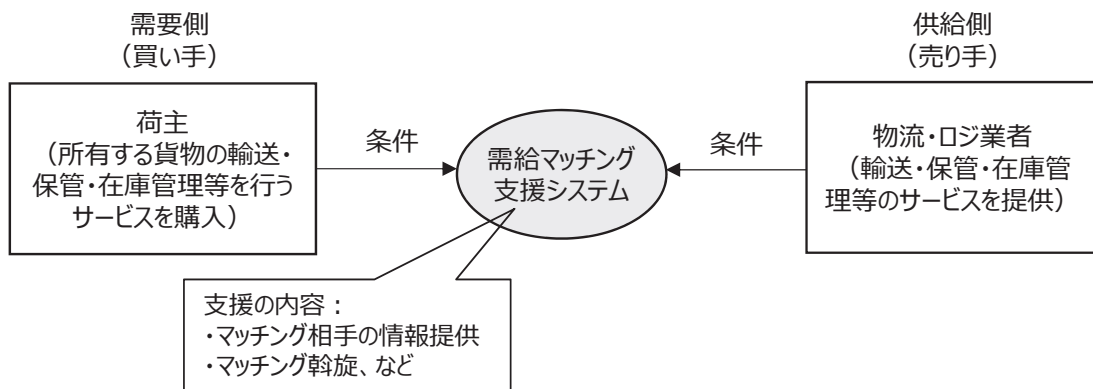 需要側
（買い手）
供給側
（売り手）
荷主
（所有する貨物の輸送・
保管・在庫管理等を行う
サービスを購入）
条件
需給マッチング
支援システム
条件
物流・ロジ業者
（輸送・保管・在庫管
理等のサービスを提供）
支援の内容：
・マッチング相手の情報提供
・マッチング斡旋、など